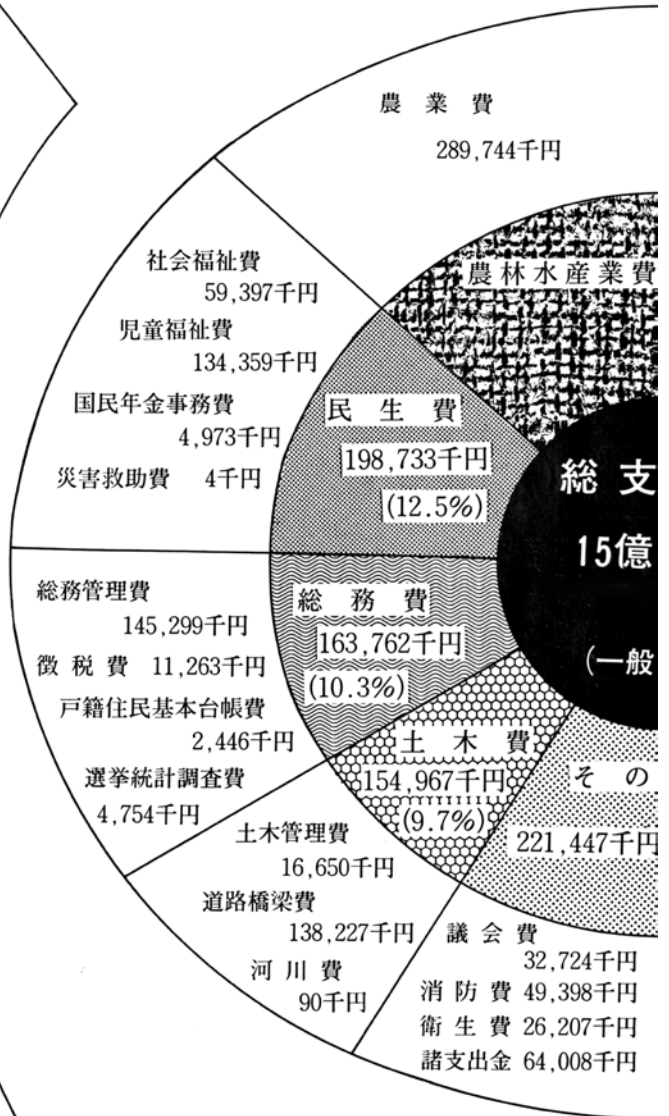 農業費
289,744千円
農林水産業費
社会福祉費
59,397千円
児童福祉費
134,359千円
国民年金事務費
4,973千円
災害救助費 4千円
民生費
198,733千円
(12.5%)
総支
15億
(一般
総務管理費
145,299千円
徴税費 11,263千円
戸籍住民基本台帳費
2,446千円
選挙統計調査費
4,754千円
総務費
163,762千円
(10.3%)
土木費
154,967千円
(9.7%)
土木管理費
16,650千円
道路橋梁費
138,227千円
河川費
90千円
その
221,447千円
議会費
32,724千円
消防費 49,398千円
衛生費 26,207千円
諸支出金 64,008千円